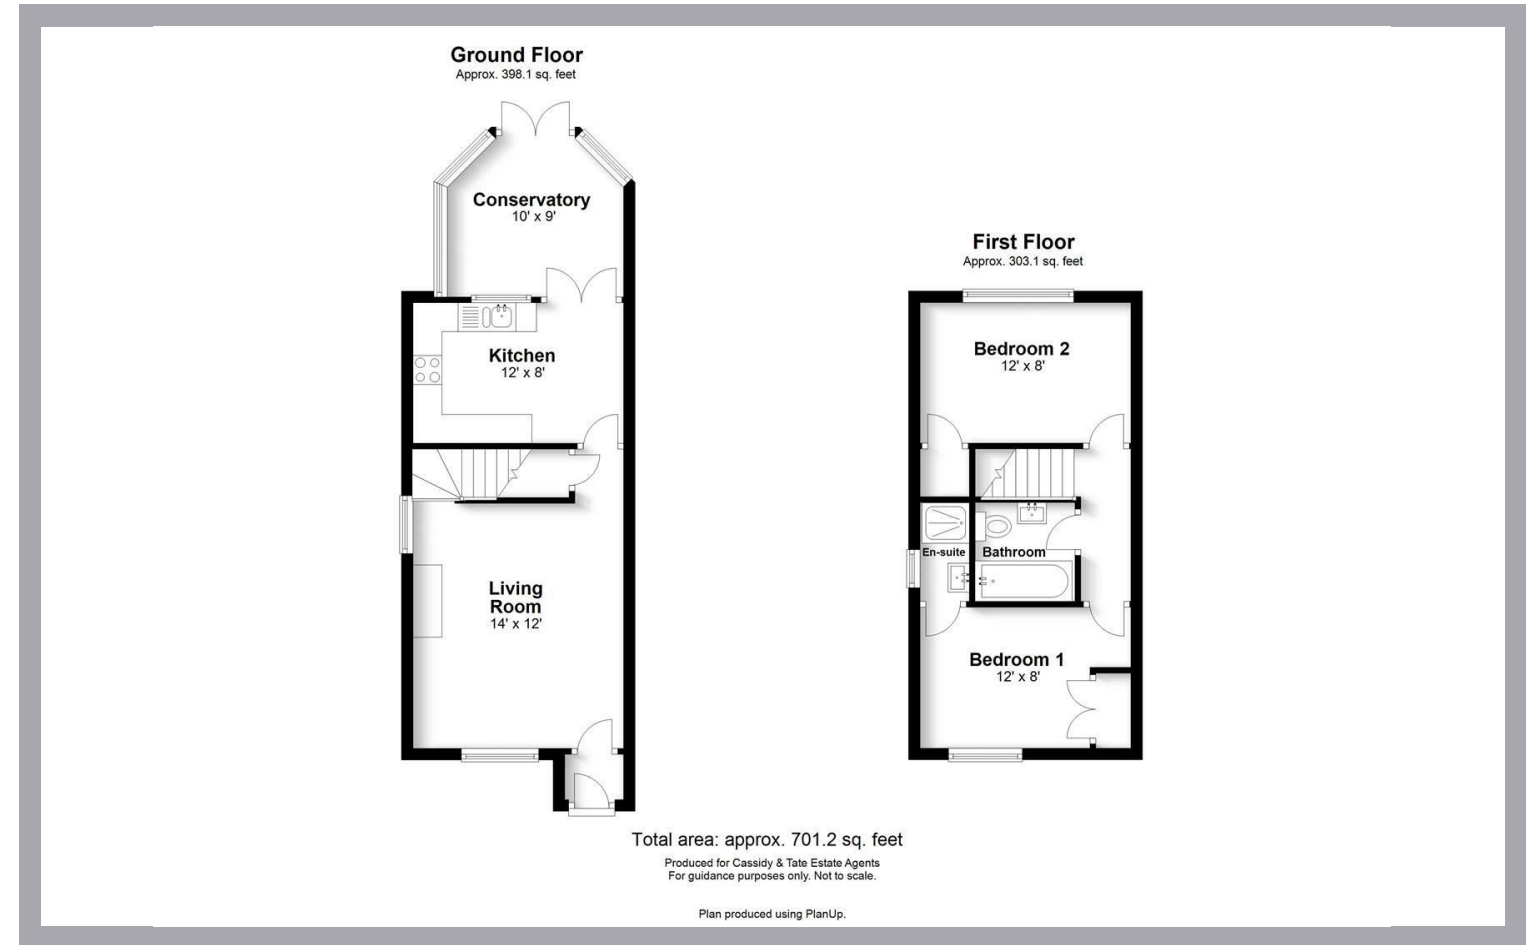 Ground Floor
Approx. 398.1 sq. feet
Conservatory
10' x 9'
Kitchen
12' x 8'
Living
Room
14' x 12'
First Floor
Approx. 303.1 sq. feet
Bedroom 2
12' x 8'
En-suite
Bathroom
Bedroom 1
12' x 8'
Total area: approx. 701.2 sq. feet
Produced for Cassidy & Tate Estate Agents
For guidance purposes only. Not to scale.
Plan produced using PlanUp.